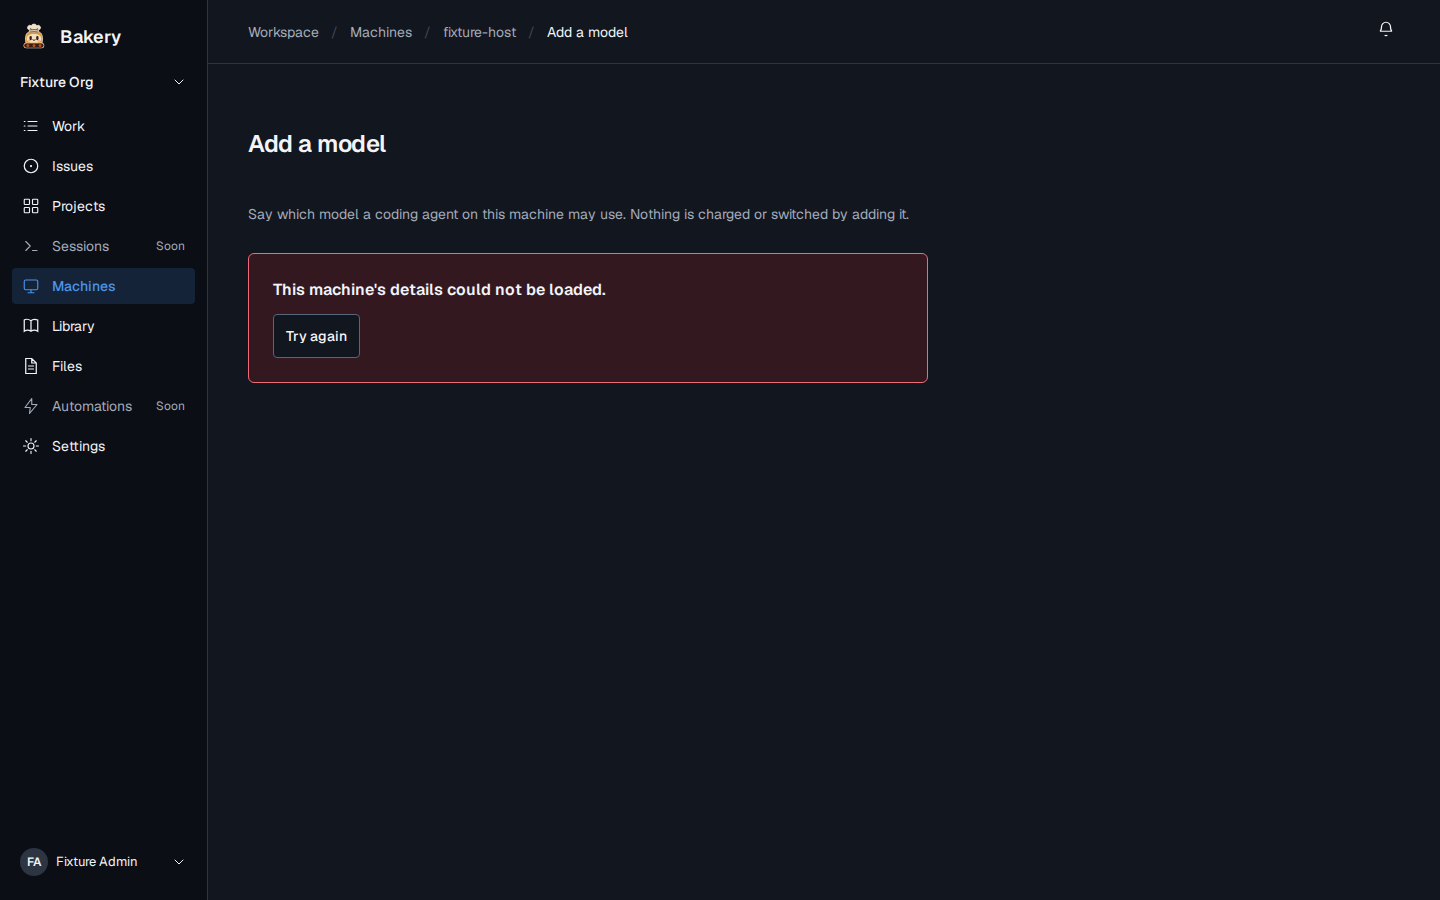 Bakery
Fixture Org
Work
Issues
Projects
Sessions Soon
Machines
Library
Files
Automations Soon
Settings
FA Fixture Admin
Workspace / Machines / fixture-host / Add a model
Add a model
Say which model a coding agent on this machine may use. Nothing is charged or switched by adding it.
This machine's details could not be loaded.
Try again